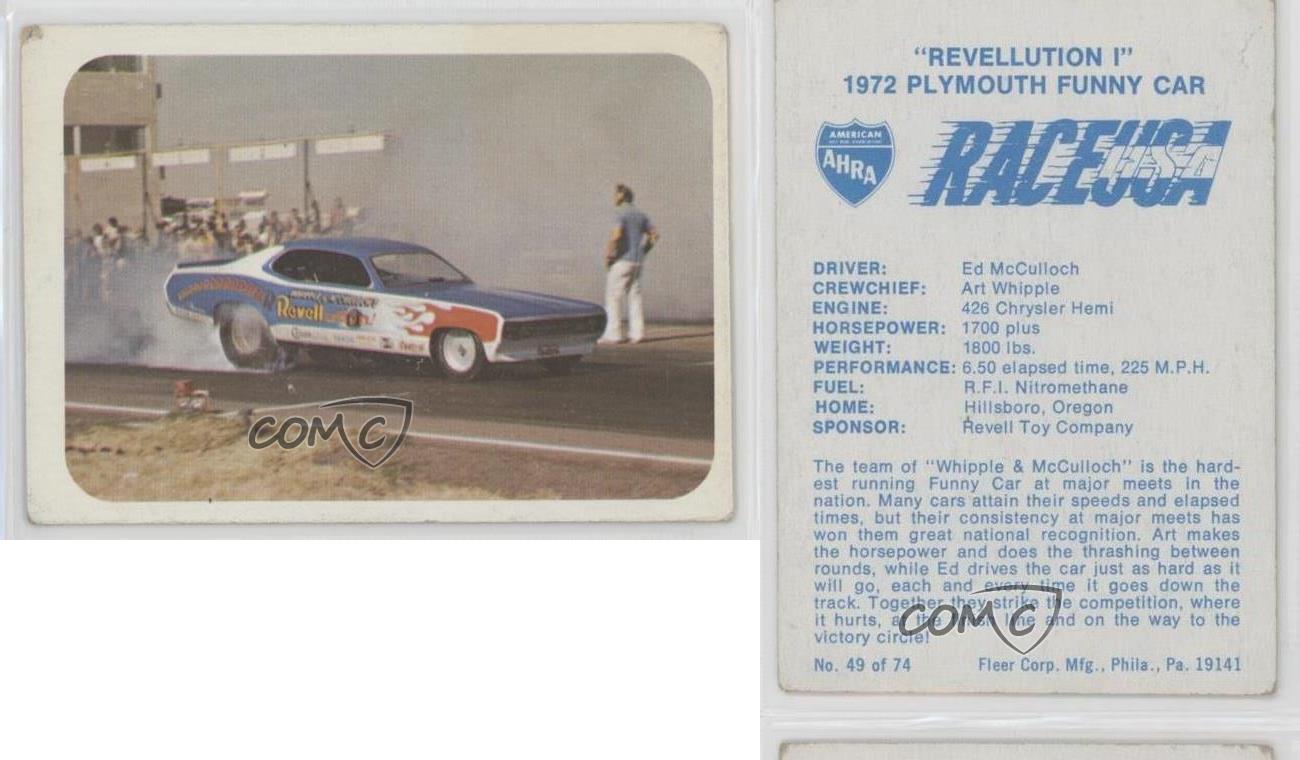 Revell
COMC
"REVELLUTION I"
1972 PLYMOUTH FUNNY CAR
AMERICAN
AHRA
RACE USA
USA
DRIVER: Ed McCulloch
CREWCHIEF: Art Whipple
ENGINE: 426 Chrysler Hemi
HORSEPOWER: 1700 plus
WEIGHT: 1800 lbs.
PERFORMANCE: 6.50 elapsed time, 225 M.P.H.
FUEL: R.F.I. Nitromethane
HOME: Hillsboro, Oregon
SPONSOR: Revell Toy Company
The team of "Whipple & McCulloch" is the hard-
est running Funny Car at major meets in the
nation. Many cars attain their speeds and elapsed
times, but their consistency at major meets has
won them great national recognition. Art makes
the horsepower and does the thrashing between
rounds, while Ed drives the car just as hard as it
will go, each and every time it goes down the
track. Together they strike the competition, where
it hurts, at the finish line and on the way to the
victory circle!
COMC
No. 49 of 74 Fleer Corp. Mfg., Phila., Pa. 19141